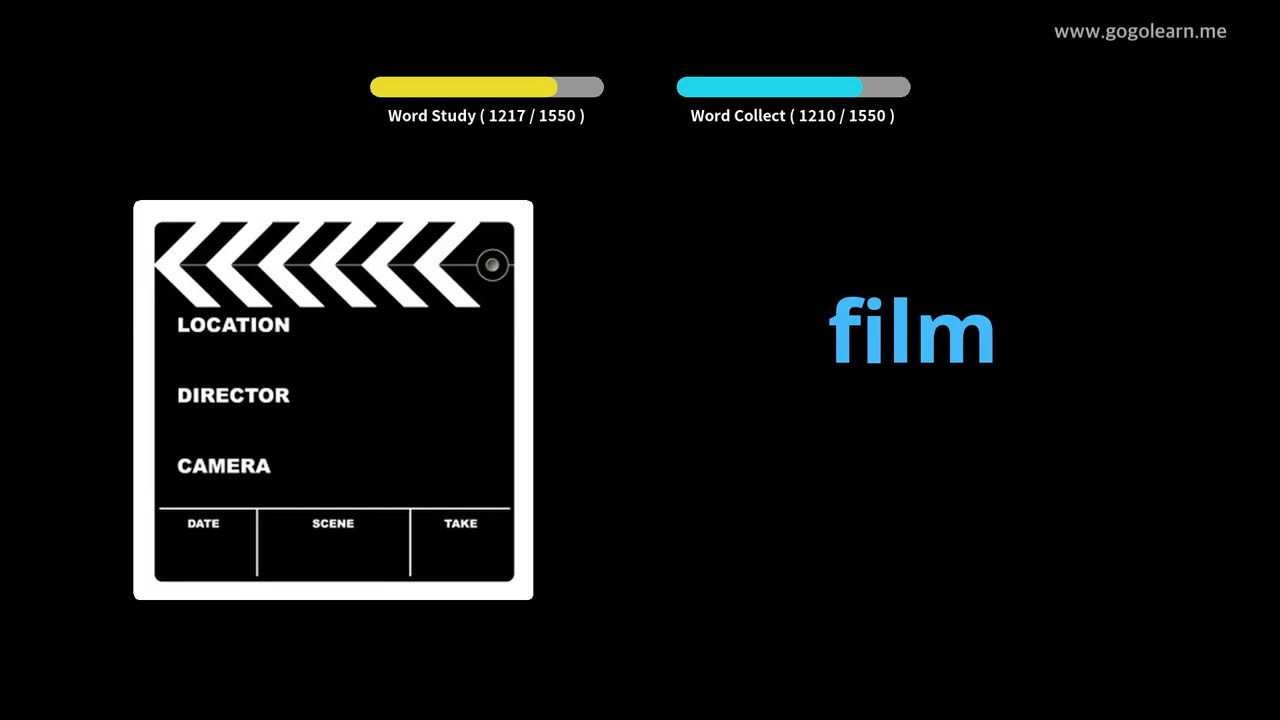 www.gogolearn.me
Word Study ( 1217 / 1550 )
Word Collect ( 1210 / 1550 )
LOCATION
DIRECTOR
CAMERA
DATE
SCENE
TAKE
film